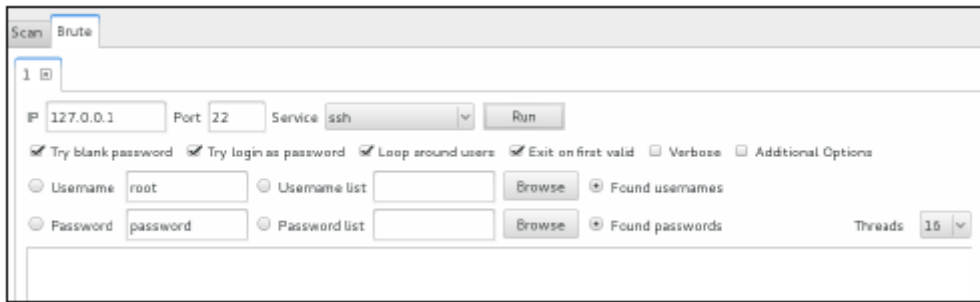 Scan Brute
1
IP 127.0.0.1 Port 22 Service ssh Run
Try blank password Try login as password Loop around users Exit on first valid Verbose Additional Options
Username root Username list Browse Found usernames
Password password Password list Browse Found passwords Threads 16